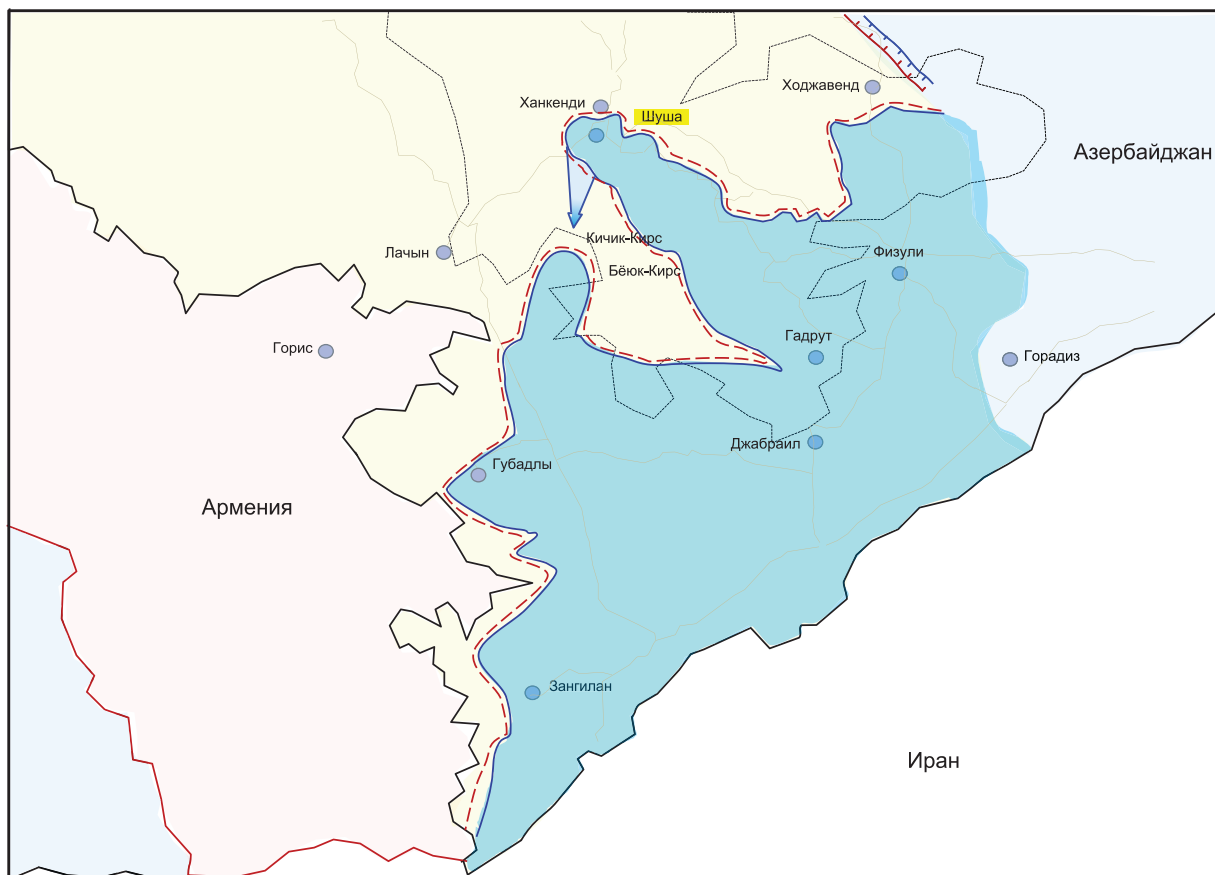 Ходжавенд
Ханкенди
Шуша
Азербайджан
Кичик-Кирс
Лачын
Физули
Бёюк-Кирс
Горис
Гадрут
Горадиз
Джабраил
Губадлы
Армения
Зангилан
Иран